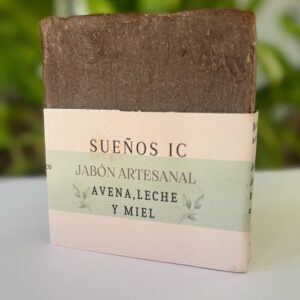 SUEÑOS IC
JABÓN ARTESANAL
AVENA,LECHE
Y MIEL